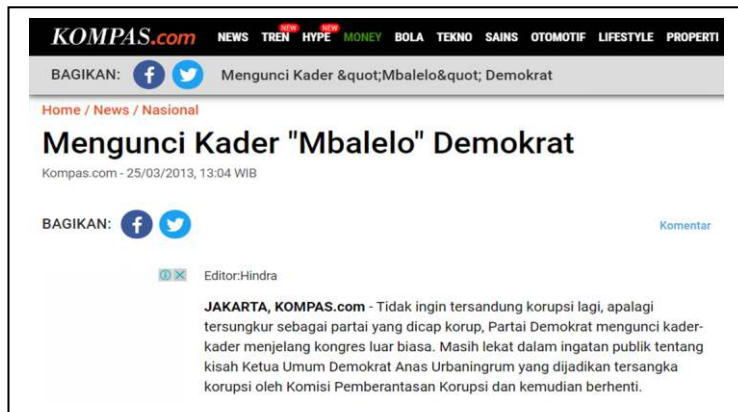 KOMPAS.com NEWS TREN NEW HYPE NEW MONEY BOLA TEKNO SAINS OTOMOTIF LIFESTYLE PROPERTI
BAGIKAN: Mengunci Kader &quot;Mbalelo&quot; Demokrat
Home / News / Nasional
Mengunci Kader "Mbalelo" Demokrat
Kompas.com - 25/03/2013, 13:04 WIB
BAGIKAN: Komentar
Editor:Hindra
JAKARTA, KOMPAS.com - Tidak ingin tersandung korupsi lagi, apalagi
tersungkur sebagai partai yang dicap korup, Partai Demokrat mengunci kader-
kader menjelang kongres luar biasa. Masih lekat dalam ingatan publik tentang
kisah Ketua Umum Demokrat Anas Urbaningrum yang dijadikan tersangka
korupsi oleh Komisi Pemberantasan Korupsi dan kemudian berhenti.